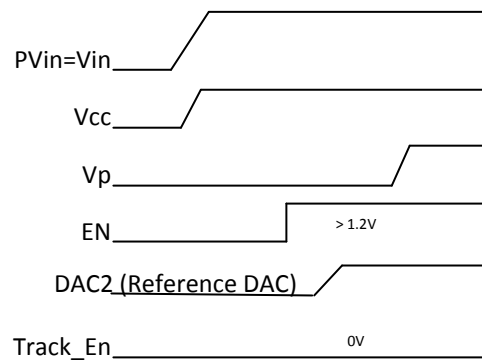 PVin=Vin
Vcc
Vp
EN
> 1.2V
DAC2 (Reference DAC)
Track_En
0V